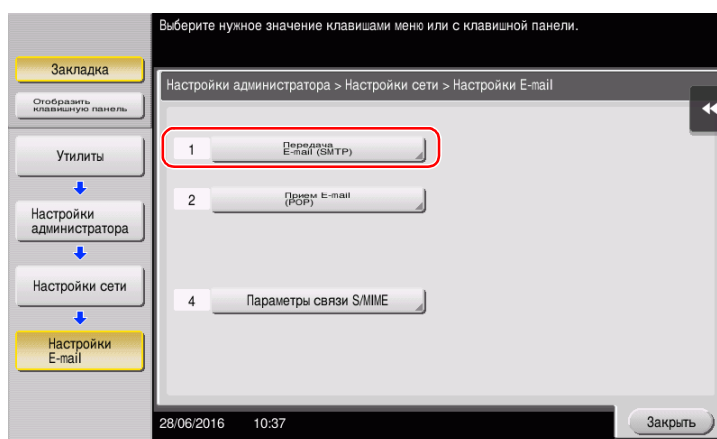 Выберите нужное значение клавишами меню или с клавишной панели.
Закладка
Отобразить
клавишную панель
Утилиты
Настройки
администратора
Настройки сети
Настройки
E-mail
Настройки администратора > Настройки сети > Настройки E-mail
1
Передача
E-mail (SMTP)
2
Прием E-mail
(POP)
4
Параметры связи S/MIME
28/06/2016 10:37
Закрыть